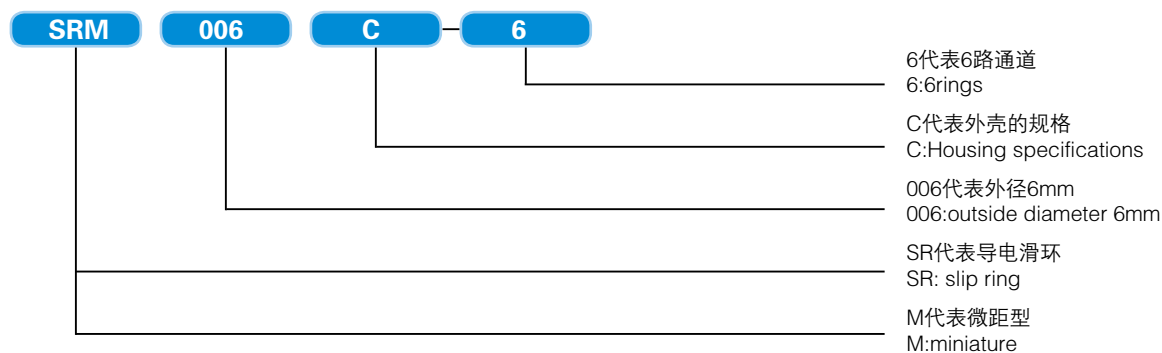 SRM 006 C - 6
6代表6路通道
6:6rings
C代表外壳的规格
C:Housing specifications
006代表外径6mm
006:outside diameter 6mm
SR代表导电滑环
SR: slip ring
M代表微距型
M:miniature